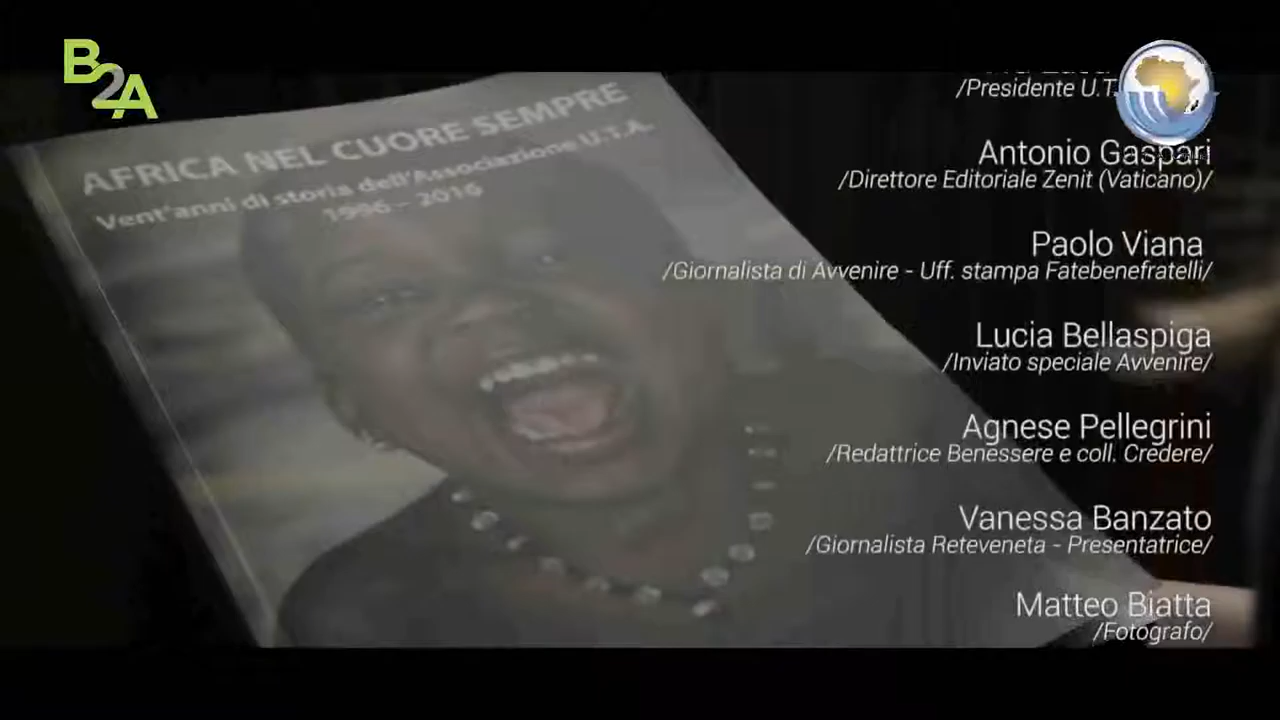 B2A
AFRICA NEL CUORE SEMPRE
Vent'anni di storia dell'Associazione U.T.A.
1996 - 2016
/Presidente U.T.
Antonio Gaspari
/Direttore Editoriale Zenit (Vaticano)/
Paolo Viana
/Giornalista di Avvenire - Uff. stampa Fatebenefratelli/
Lucia Bellaspiga
/Inviato speciale Avvenire/
Agnese Pellegrini
/Redattrice Benessere e coll. Credere/
Vanessa Banzato
/Giornalista Reteveneta - Presentatrice/
Matteo Biatta
/Fotografo/